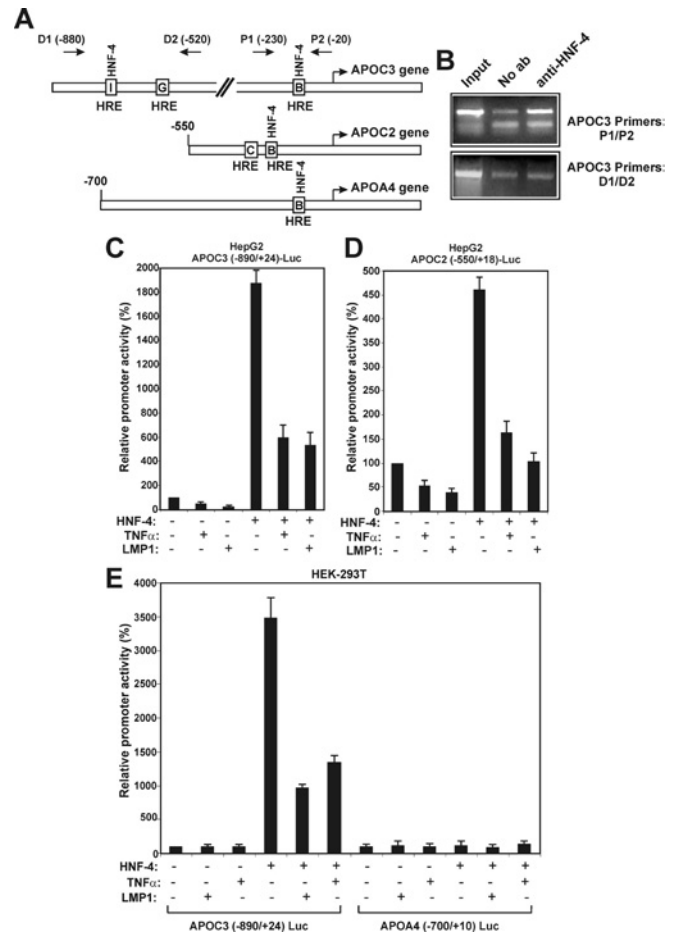 A
D1 (-880) D2 (-520) P1 (-230) P2 (-20)
HNF-4 HNF-4
APOC3 gene
I G B
HRE HRE HRE
HNF-4
-550
APOC2 gene
C B
HRE HRE
HNF-4
-700
APOA4 gene
B
HRE
B
Input No ab anti-HNF-4
APOC3 Primers:
P1/P2
APOC3 Primers:
D1/D2
C
HepG2
APOC3 (-890/+24)-Luc
Relative promoter activity (%)
2000
1800
1600
1400
1200
1000
800
600
400
200
0
HNF-4: - - - + + +
TNFα: - + - - + -
LMP1: - - + - - +
D
HepG2
APOC2 (-550/+18)-Luc
Relative promoter activity (%)
500
450
400
350
300
250
200
150
100
50
0
HNF-4: - - - + + +
TNFα: - + - - + -
LMP1: - - + - - +
E
HEK-293T
Relative promoter activity (%)
4000
3500
3000
2500
2000
1500
1000
500
0
HNF-4: - - - + + + - - - + + +
TNFα: - - + - - + - - + - - +
LMP1: - + - - + - - + - - + -
APOC3 (-890/+24) Luc APOA4 (-700/+10) Luc